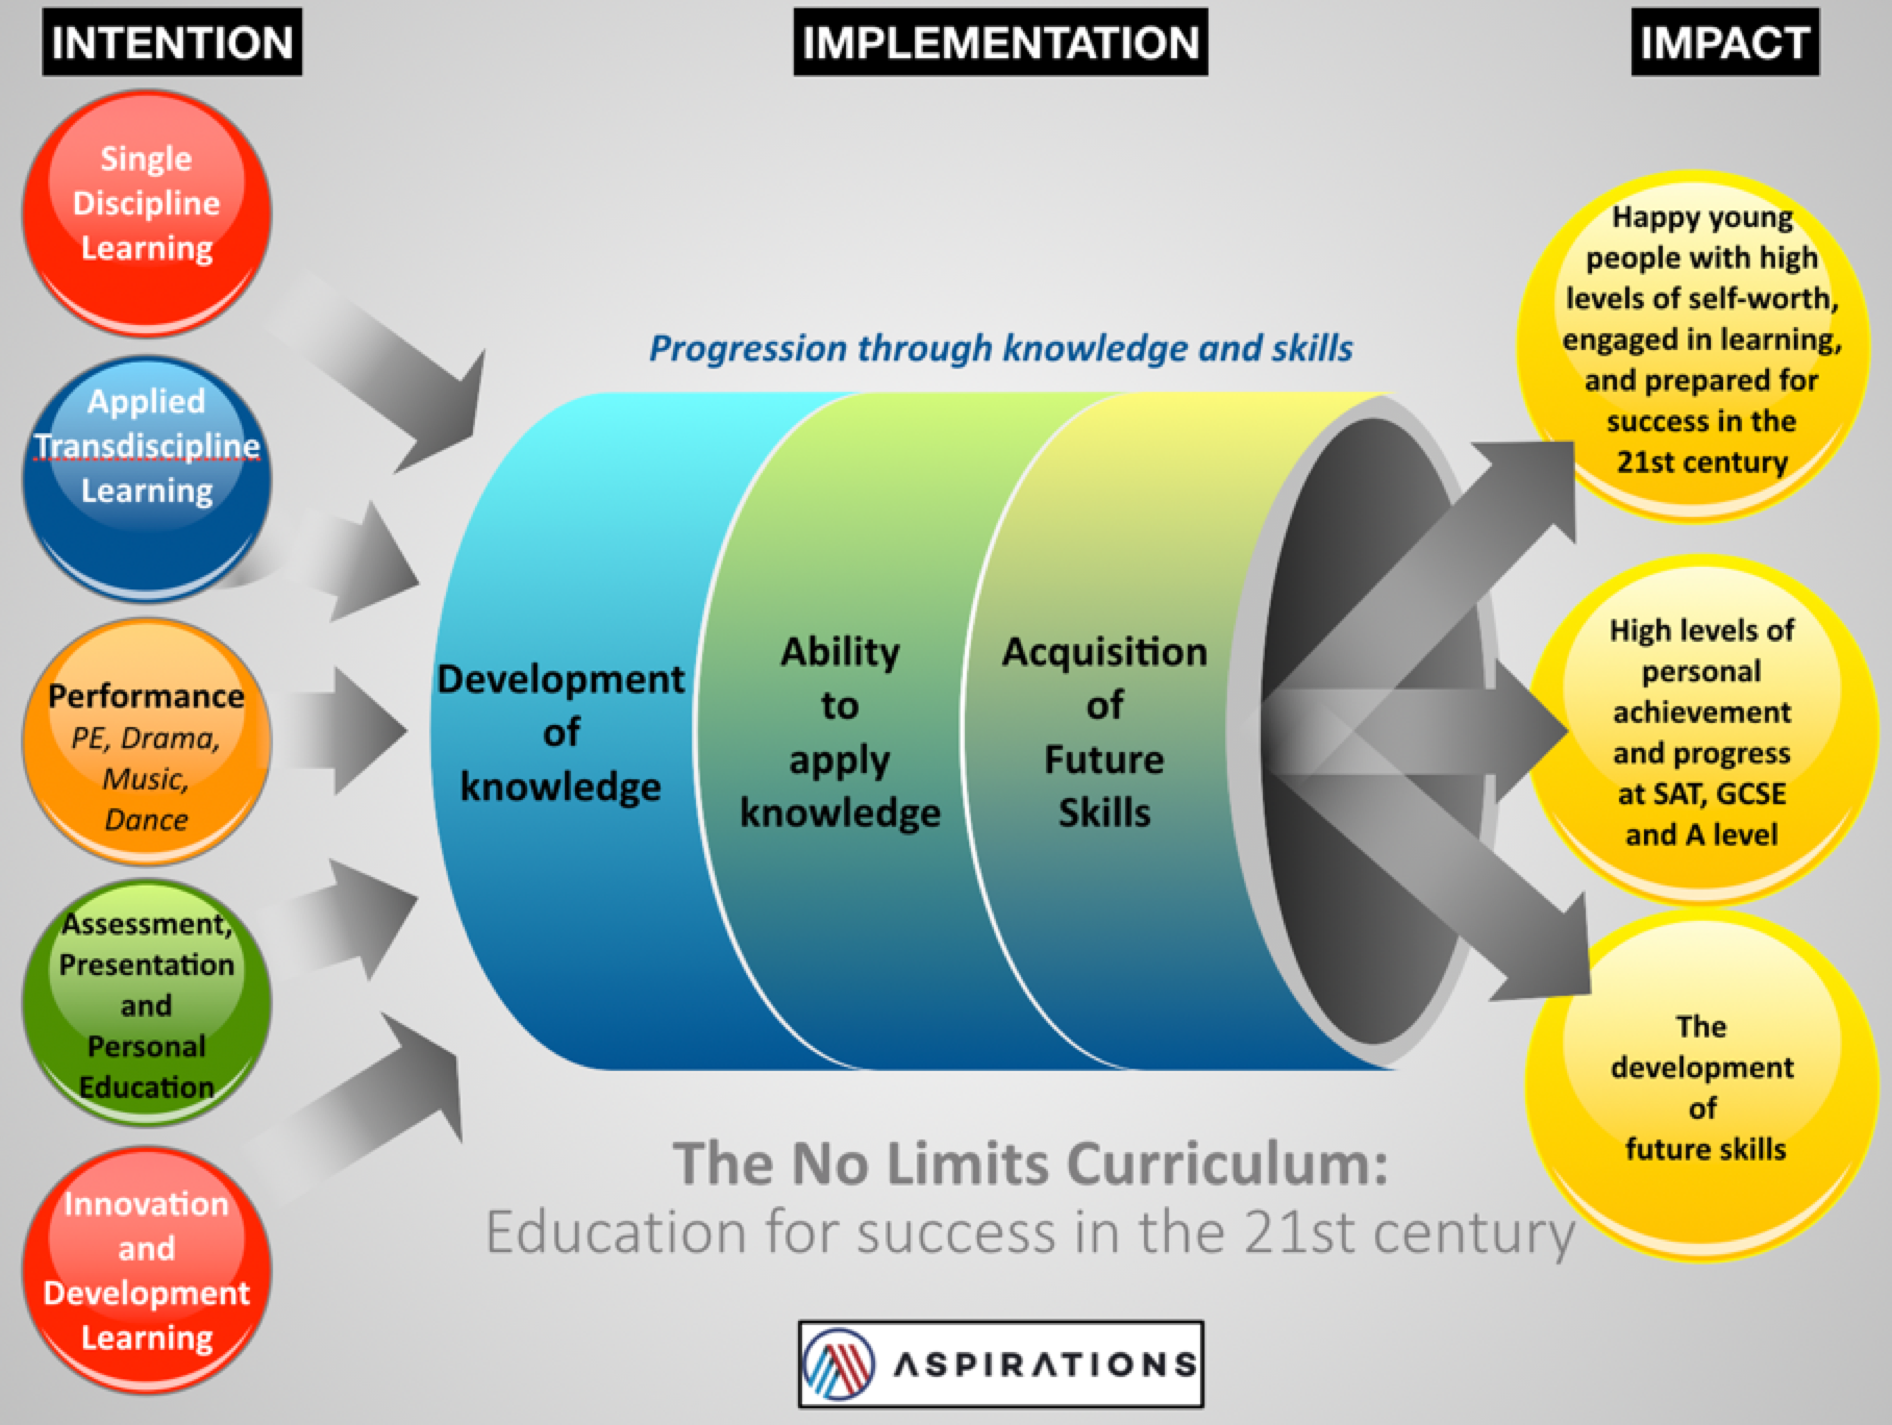 INTENTION
IMPLEMENTATION
IMPACT
Single
Discipline
Learning
Applied
Transdiscipline
Learning
Performance
PE, Drama,
Music,
Dance
Assessment,
Presentation
and
Personal
Education
Innovation
and
Development
Learning
Progression through knowledge and skills
Development
of
knowledge
Ability
to
apply
knowledge
Acquisition
of
Future
Skills
Happy young
people with high
levels of self-worth,
engaged in learning,
and prepared for
success in the
21st century
High levels of
personal
achievement
and progress
at SAT, GCSE
and A level
The
development
of
future skills
The No Limits Curriculum:
Education for success in the 21st century
ASPIRATIONS